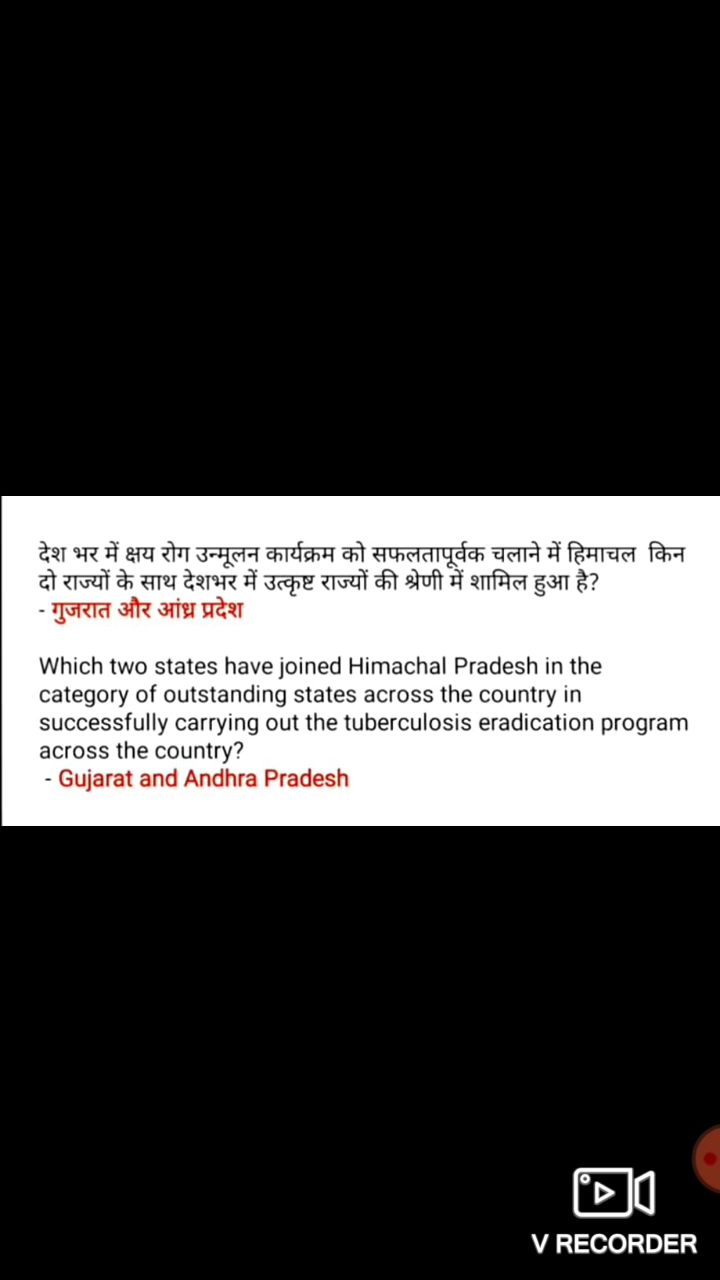 देश भर में क्षय रोग उन्मूलन कार्यक्रम को सफलतापूर्वक चलाने में हिमाचल किन
दो राज्यों के साथ देशभर में उत्कृष्ट राज्यों की श्रेणी में शामिल हुआ है?
- गुजरात और आंध्र प्रदेश
Which two states have joined Himachal Pradesh in the
category of outstanding states across the country in
successfully carrying out the tuberculosis eradication program
across the country?
- Gujarat and Andhra Pradesh
V RECORDER